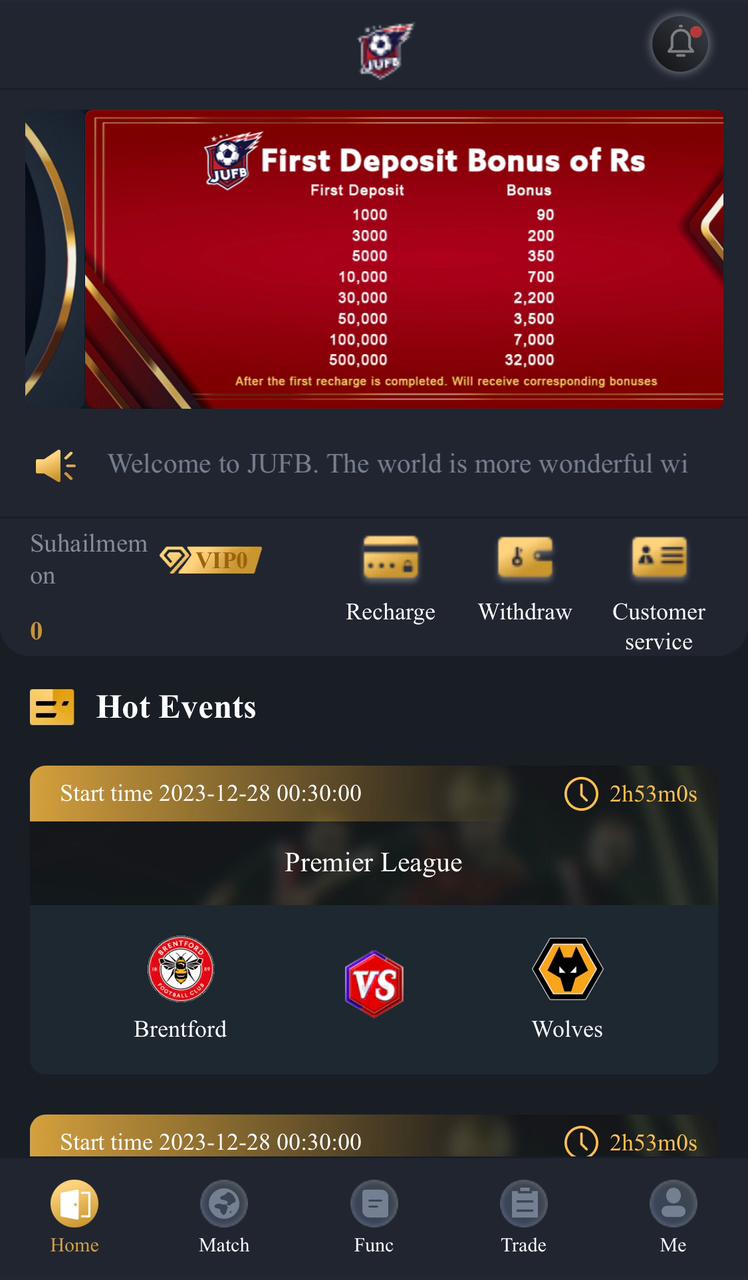 JUFB
JUFB
First Deposit Bonus of Rs
First Deposit Bonus
1000 90
3000 200
5000 350
10,000 700
30,000 2,200
50,000 3,500
100,000 7,000
500,000 32,000
After the first recharge is completed. Will receive corresponding bonuses
Welcome to JUFB. The world is more wonderful wi
Suhailmem
on
VIP0
0
Recharge
Withdraw
Customer
service
Hot Events
Start time 2023-12-28 00:30:00 2h53m0s
Premier League
BRENTFORD
18 89
FOOTBALL CLUB
VS
Brentford
Wolves
Start time 2023-12-28 00:30:00 2h53m0s
Home Match Func Trade Me